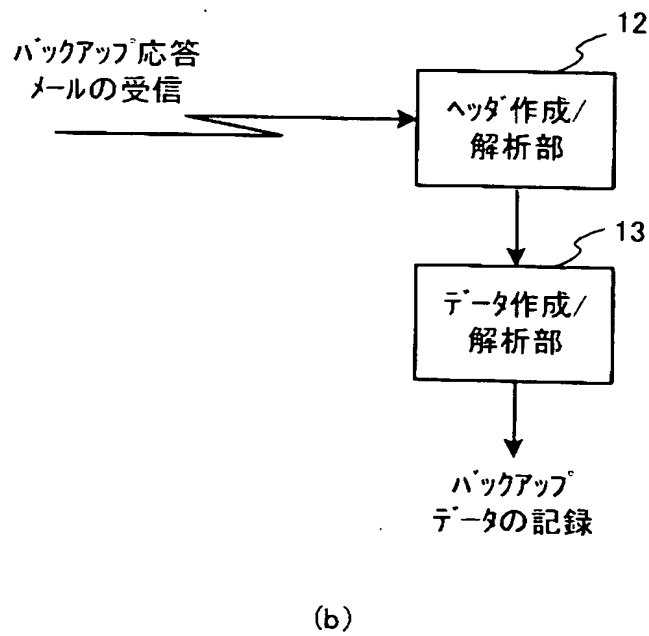 バックアップ応答
メールの受信
12
ヘッダ作成/
解析部
13
データ作成/
解析部
バックアップ
データの記録
(b)